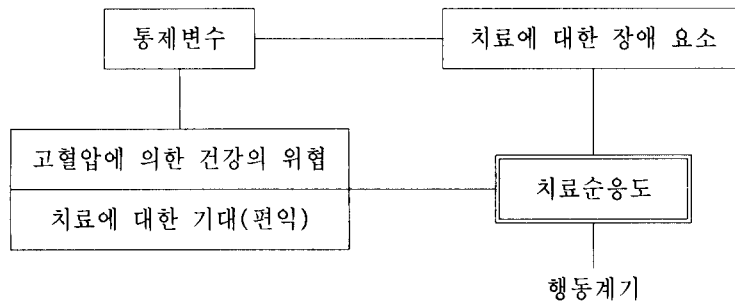 통제변수
치료에 대한 장애 요소
고혈압에 의한 건강의 위협
치료순응도
치료에 대한 기대(편익)
행동계기